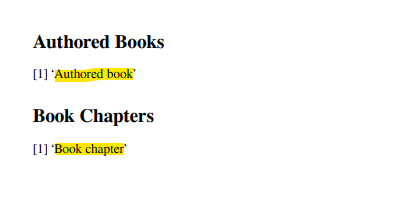 Authored Books
[1] ‘Authored book’
Book Chapters
[1] ‘Book chapter’